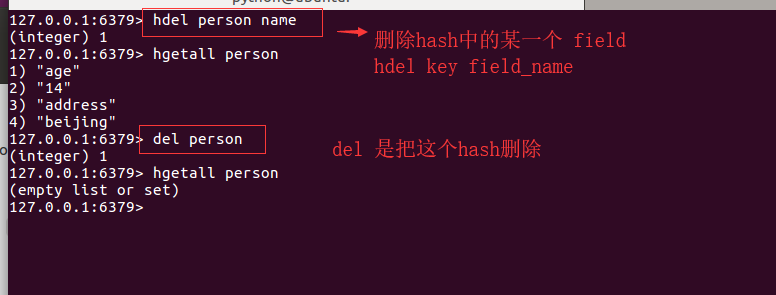 python@ubuntu
127.0.0.1:6379> hdel person name
(integer) 1
删除hash中的某一个 field
127.0.0.1:6379> hgetall person
hdel key field_name
1) "age"
2) "14"
3) "address"
4) "beijing"
127.0.0.1:6379> del person
del 是把这个hash删除
(integer) 1
127.0.0.1:6379> hgetall person
(empty list or set)
127.0.0.1:6379>